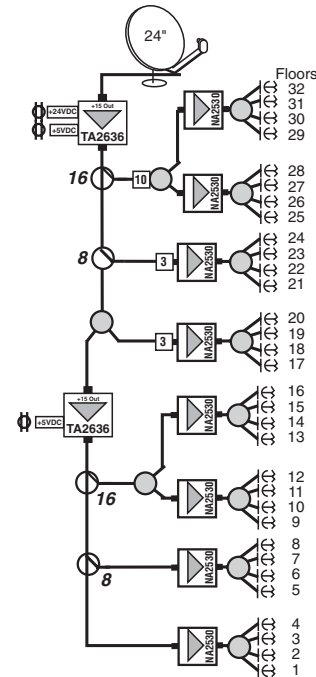 24"
Floors
+24VDC
+5VDC
+15 Out
TA2636
NA2530
32
31
30
29
16
10
NA2530
28
27
26
25
8
3
NA2530
24
23
22
21
3
NA2530
20
19
18
17
+5VDC
+15 Out
TA2636
NA2530
16
15
14
13
16
NA2530
12
11
10
9
8
NA2530
8
7
6
5
NA2530
4
3
2
1